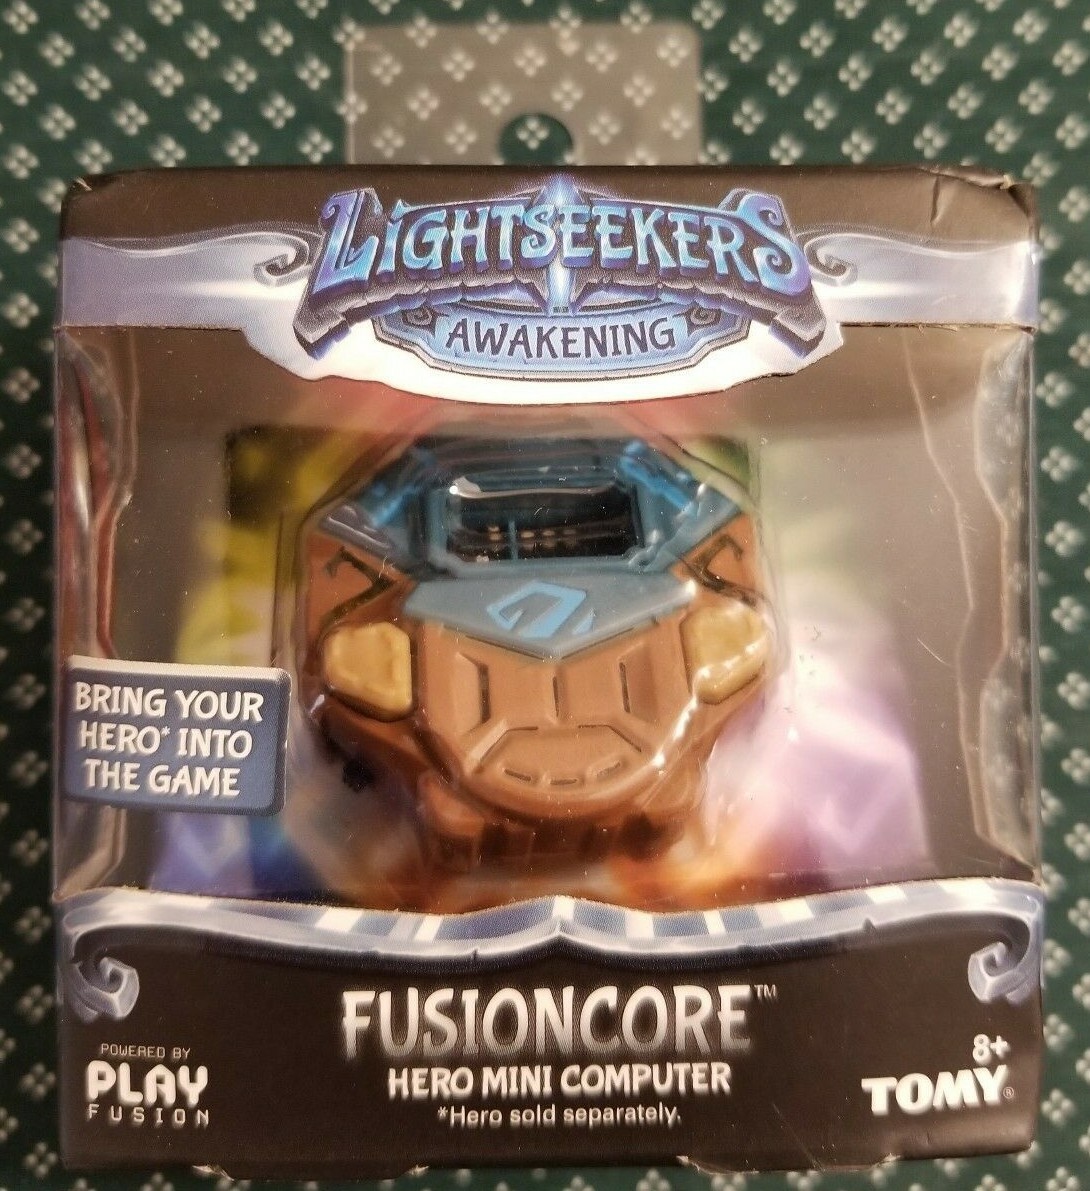 LIGHTSEEKERS
AWAKENING
BRING YOUR
HERO* INTO
THE GAME
FUSIONCORE™
HERO MINI COMPUTER
*Hero sold separately.
POWERED BY
PLAY
FUSION
8+
TOMY®